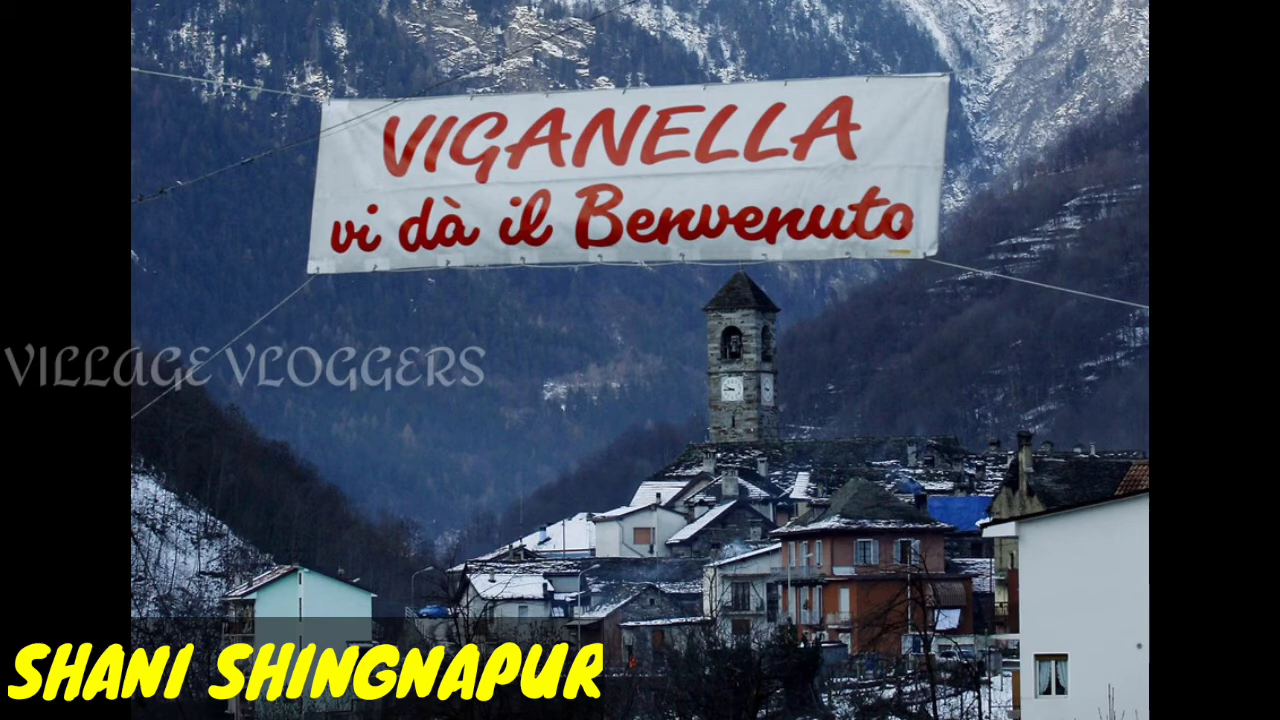 VIGANELLA
vi dà il Benvenuto
VILLAGE VLOGGERS
SHANI SHINGNAPUR